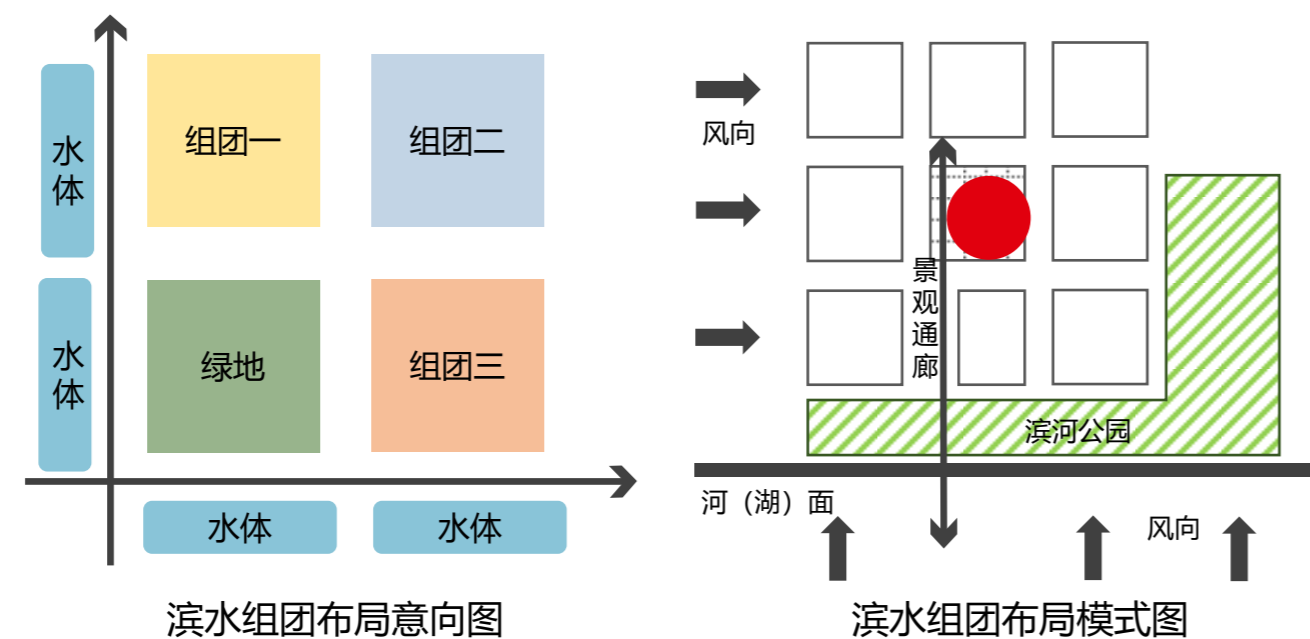 水体
组团一
组团二
水体
绿地
组团三
水体
水体
滨水组团布局意向图
风向
景观通廊
滨河公园
河（湖）面
风向
滨水组团布局模式图